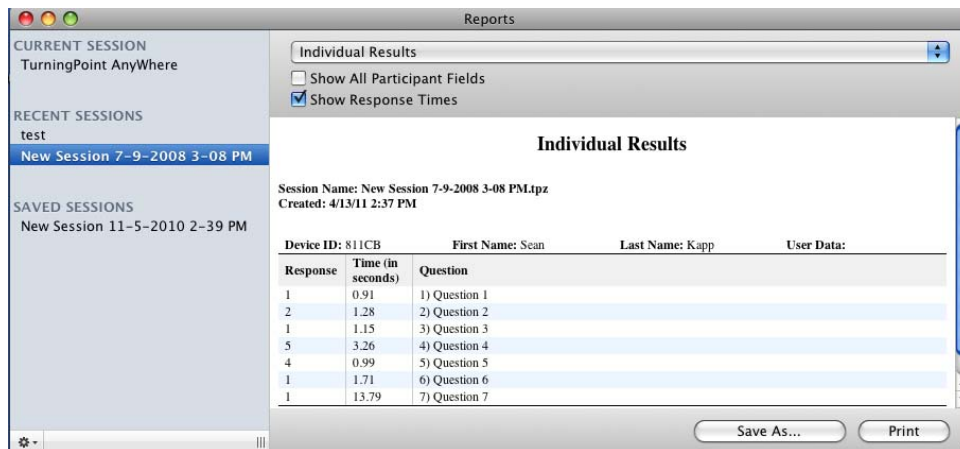 Reports
CURRENT SESSION
TurningPoint AnyWhere
RECENT SESSIONS
test
New Session 7-9-2008 3-08 PM
SAVED SESSIONS
New Session 11-5-2010 2-39 PM
Individual Results
Show All Participant Fields
Show Response Times
Individual Results
Session Name: New Session 7-9-2008 3-08 PM.tpz
Created: 4/13/11 2:37 PM
Device ID: 811CB First Name: Sean Last Name: Kapp User Data:
Response Time (in seconds) Question
1 0.91 1) Question 1
2 1.28 2) Question 2
1 1.15 3) Question 3
5 3.26 4) Question 4
4 0.99 5) Question 5
1 1.71 6) Question 6
1 13.79 7) Question 7
Save As... Print